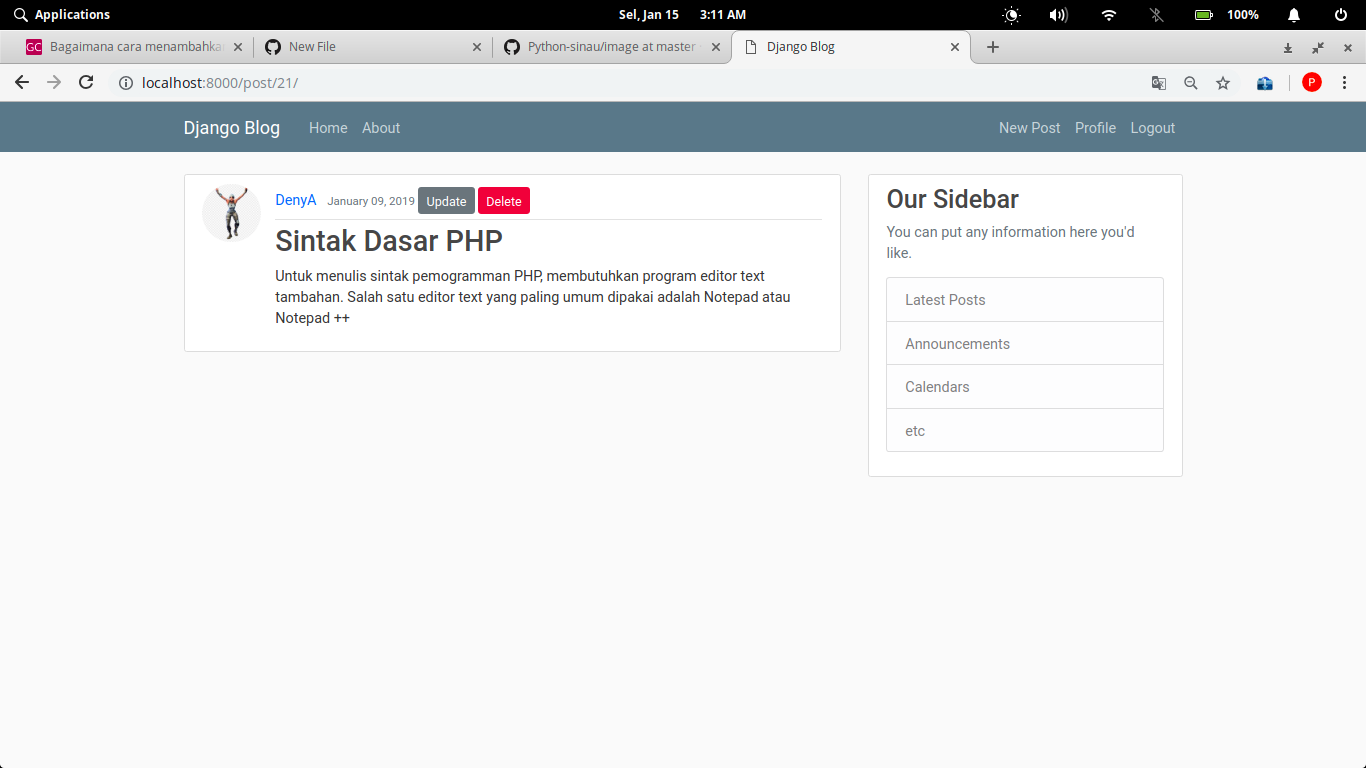 Applications
Sel, Jan 15 3:11 AM
100%
GC Bagaimana cara menambahka
New File
Python-sinau/image at master
Django Blog
localhost:8000/post/21/
P
Django Blog Home About
New Post Profile Logout
DenyA January 09, 2019 Update Delete
Sintak Dasar PHP
Untuk menulis sintak pemogramman PHP, membutuhkan program editor text
tambahan. Salah satu editor text yang paling umum dipakai adalah Notepad atau
Notepad ++
Our Sidebar
You can put any information here you'd
like.
Latest Posts
Announcements
Calendars
etc